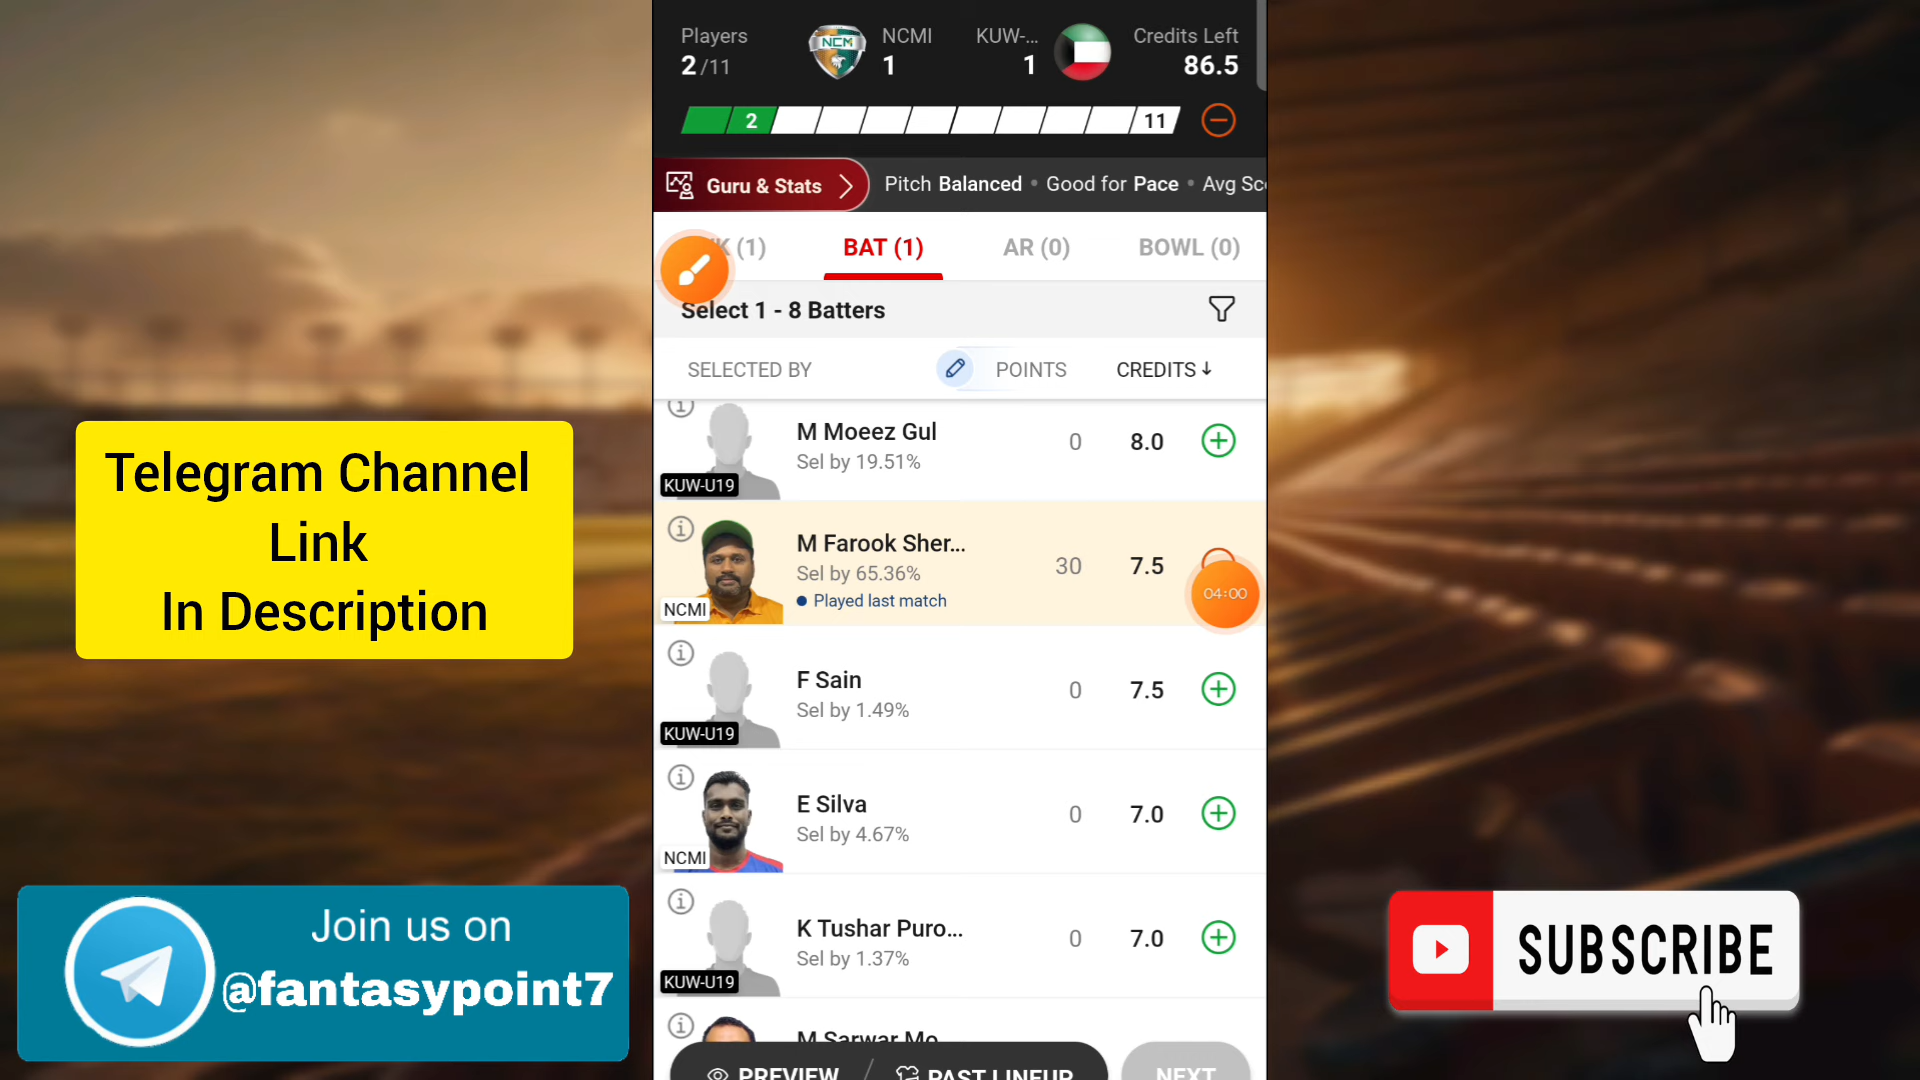 Players
2/11
NCM
NCMI
1
KUW-...
1
Credits Left
86.5
2
11
Guru & Stats
Pitch Balanced • Good for Pace • Avg Sc
K (1)
BAT (1)
AR (0)
BOWL (0)
Select 1 - 8 Batters
SELECTED BY
POINTS
CREDITS↓
M Moeez Gul
Sel by 19.51%
0
8.0
KUW-U19
M Farook Sher...
Sel by 65.36%
Played last match
30
7.5
04:00
NCMI
F Sain
Sel by 1.49%
0
7.5
KUW-U19
E Silva
Sel by 4.67%
0
7.0
NCMI
K Tushar Puro...
Sel by 1.37%
0
7.0
KUW-U19
M Sarwar Mo
PREVIEW
PAST LINEUP
NEXT
Telegram Channel
Link
In Description
Join us on
@fantasypoint7
SUBSCRIBE